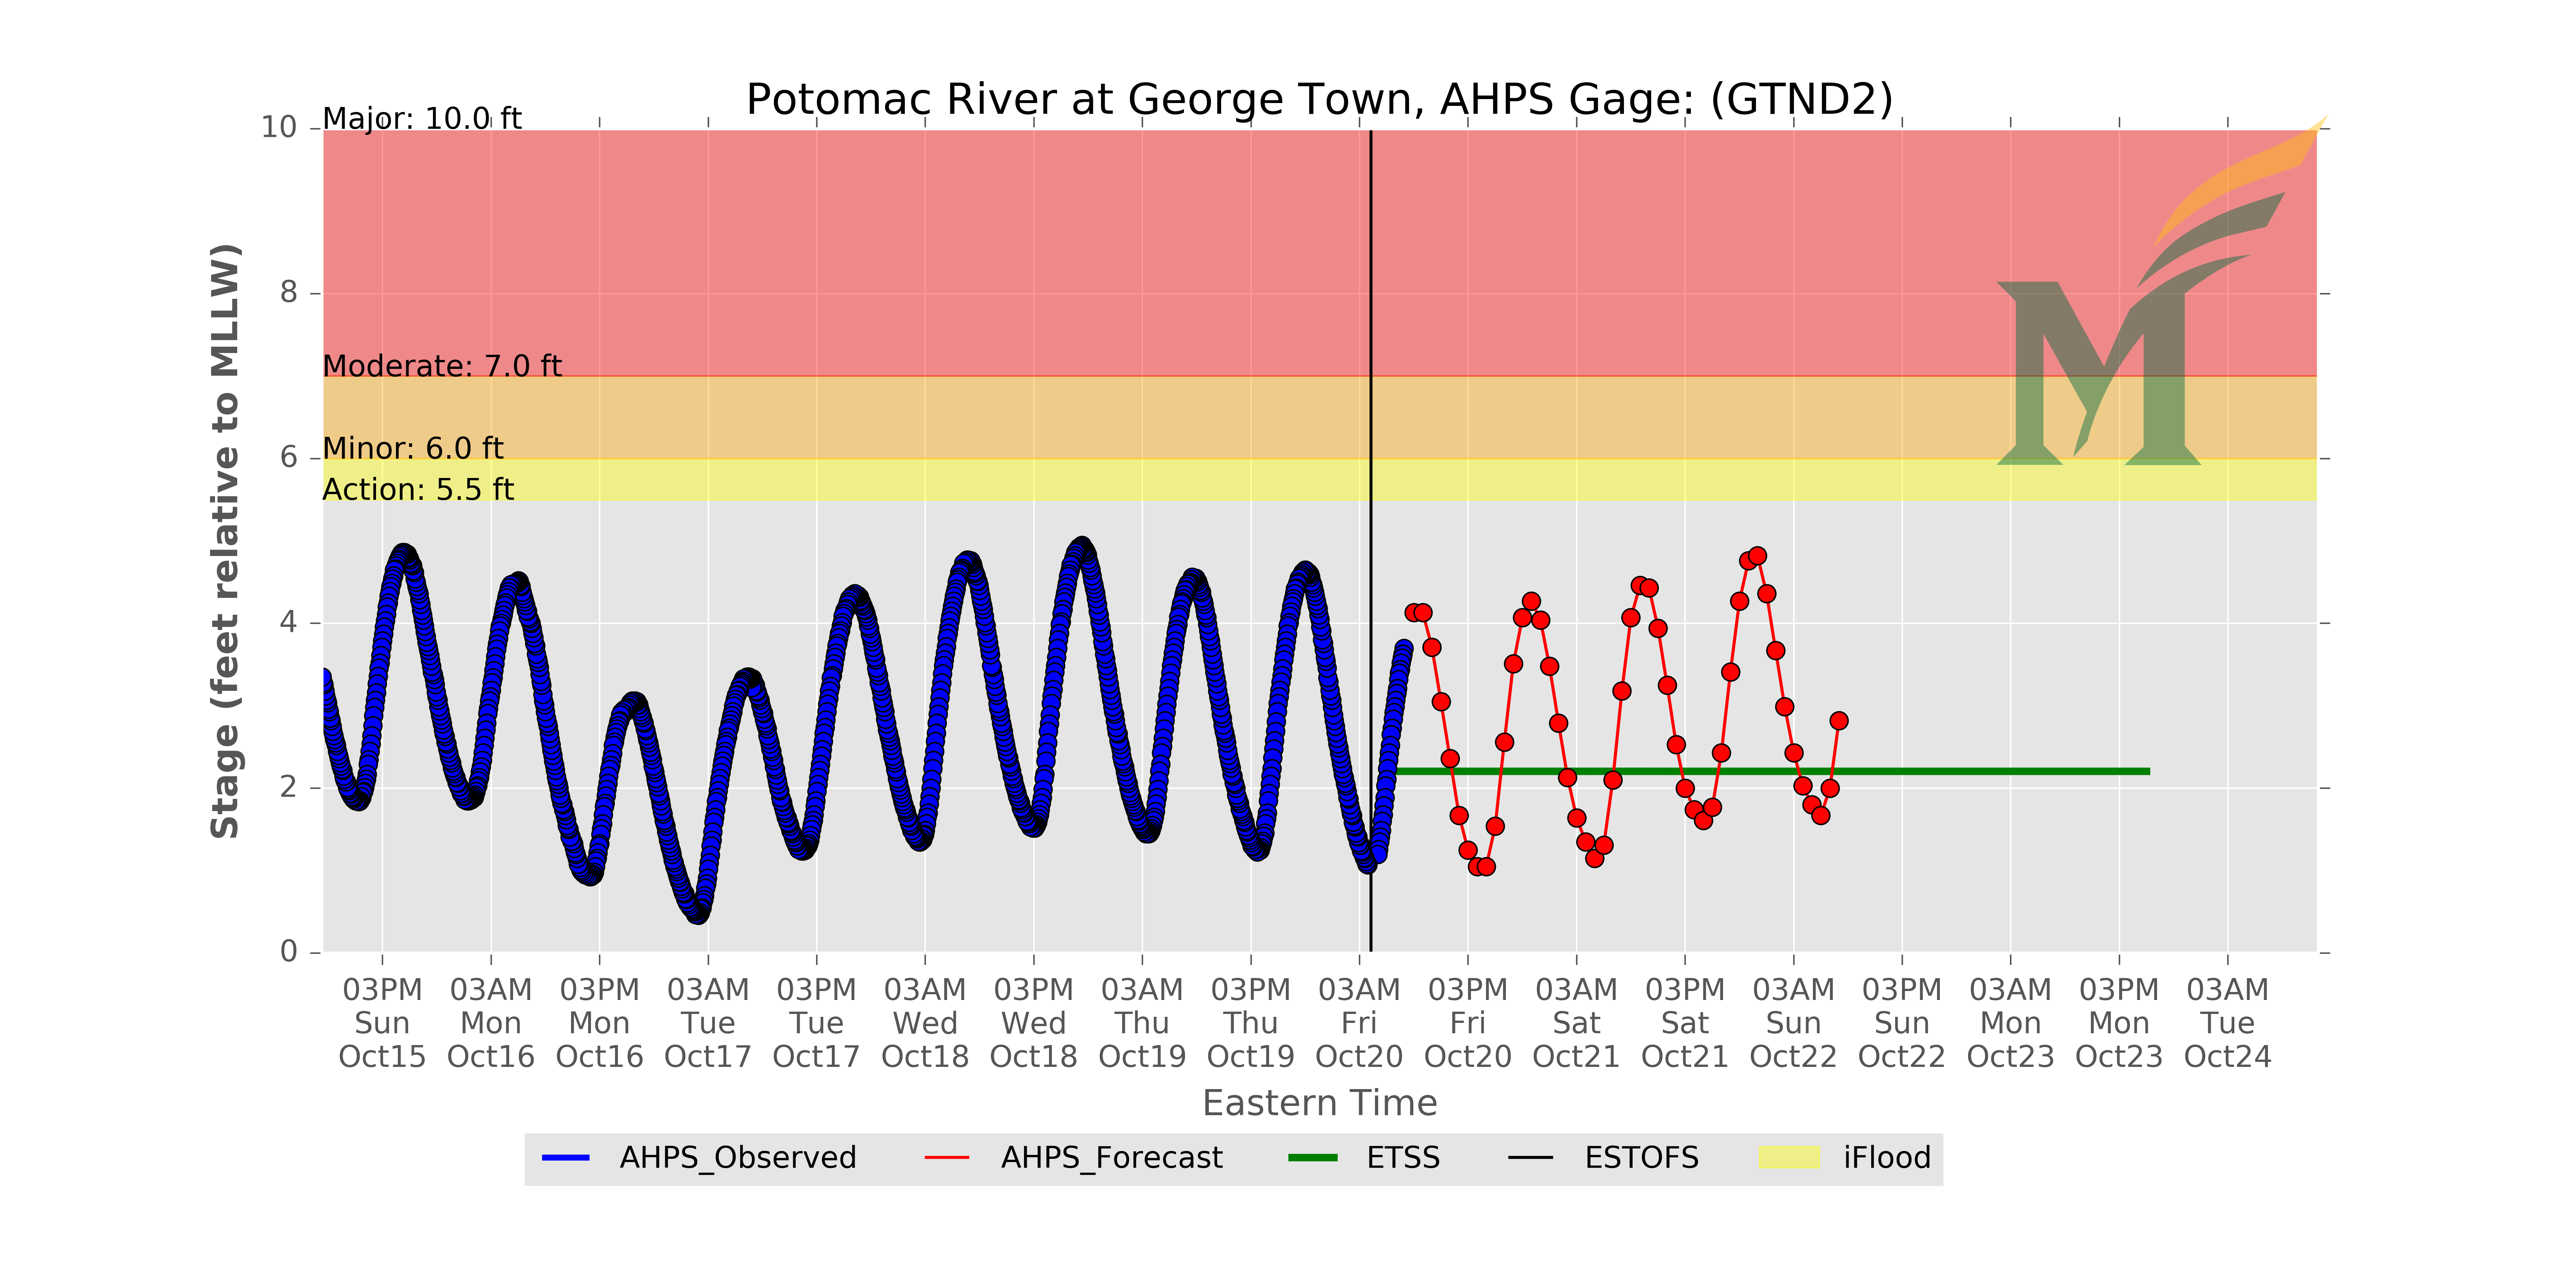 Potomac River at George Town, AHPS Gage: (GTND2)
Major: 10.0 ft
Moderate: 7.0 ft
Minor: 6.0 ft
Action: 5.5 ft
10
8
6
4
2
0
Stage (feet relative to MLLW)
03PM 03AM 03PM 03AM 03PM 03AM 03PM 03AM 03PM 03AM 03PM 03AM 03PM 03AM 03PM 03AM 03PM 03AM
Sun Mon Mon Tue Tue Wed Wed Thu Thu Fri Fri Sat Sat Sun Sun Mon Mon Tue
Oct15 Oct16 Oct16 Oct17 Oct17 Oct18 Oct18 Oct19 Oct19 Oct20 Oct20 Oct21 Oct21 Oct22 Oct22 Oct23 Oct23 Oct24
Eastern Time
AHPS_Observed AHPS_Forecast ETSS ESTOFS iFlood
M